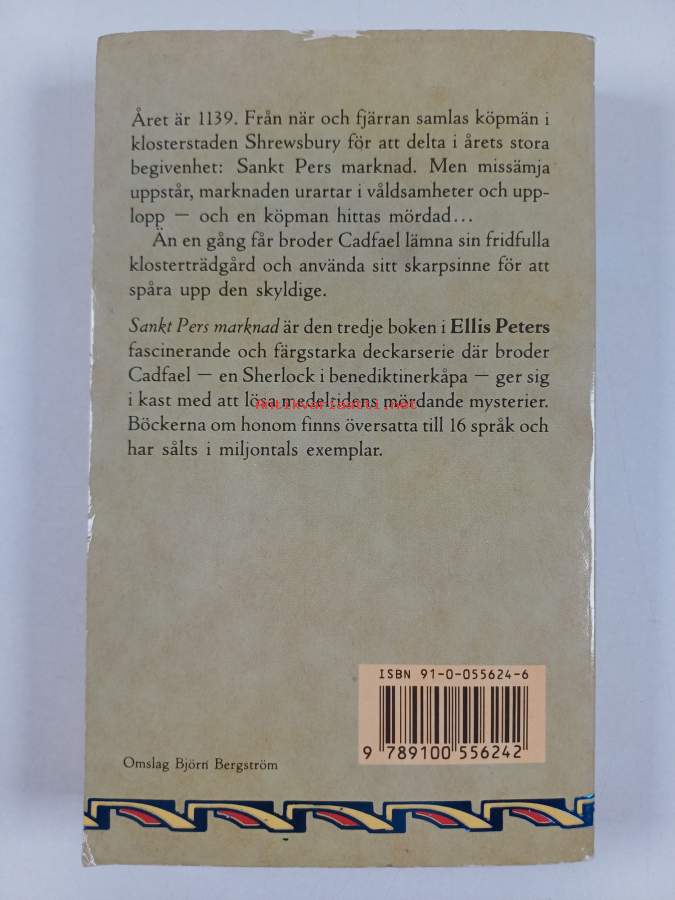 Året är 1139. Från när och fjärran samlas köpmän i
klosterstaden Shrewsbury för att delta i årets stora
begivenhet: Sankt Pers marknad. Men missämja
uppstår, marknaden urartar i våldsamheter och upp-
lopp — och en köpman hittas mördad...
Än en gång får broder Cadfael lämna sin fridfulla
klosterträdgård och använda sitt skarpsinne för att
spåra upp den skyldige.
Sankt Pers marknad är den tredje boken i Ellis Peters
fascinerande och färgstarka deckarserie där broder
Cadfael — en Sherlock i benediktinerkåpa — ger sig
i kast med att lösa medeltidens mördande mysterier.
Antikvariaatti.net
Böckerna om honom finns översatta till 16 språk och
har sålts i miljontals exemplar.
ISBN 91-0-055624-6
9 789100 556242
Omslag Björn Bergström